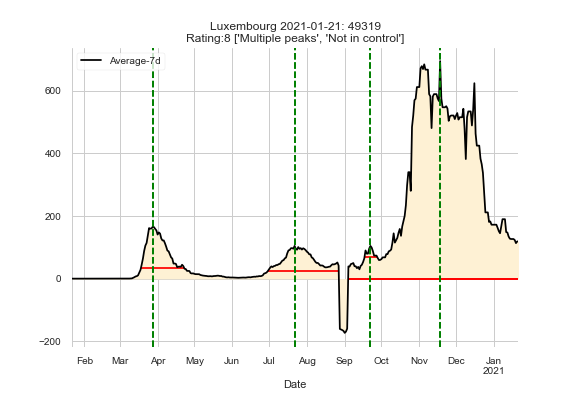 Luxembourg 2021-01-21: 49319
Rating:8 ['Multiple peaks', 'Not in control']
Average-7d
600
400
200
0
−200
Feb Mar Apr May Jun Jul Aug Sep Oct Nov Dec Jan
2021
Date